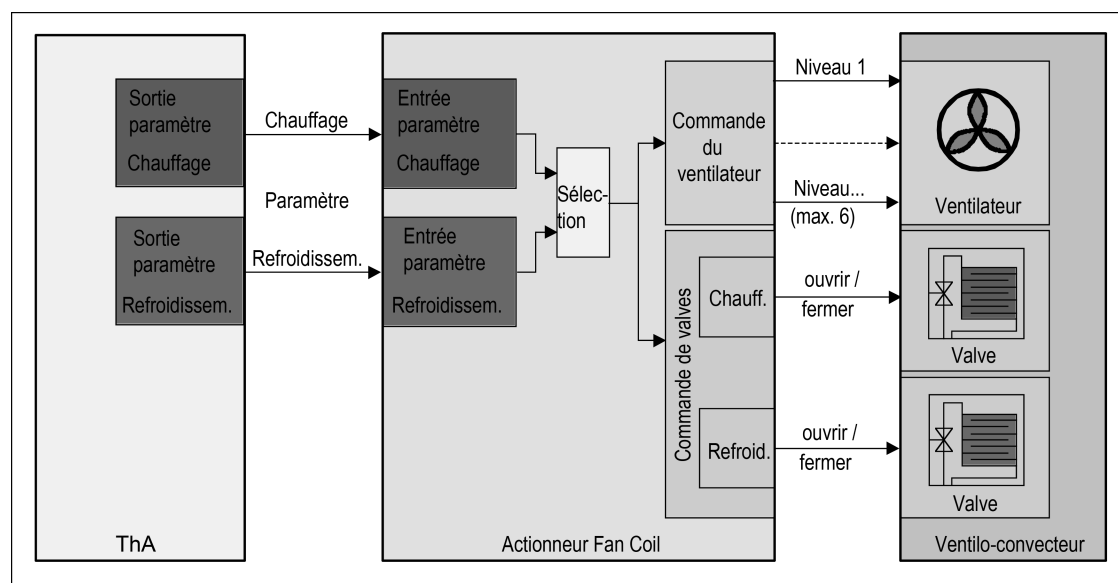 Sortie
paramètre
Chauffage
Sortie
paramètre
Refroidissem.
ThA
Chauffage
Paramètre
Refroidissem.
Entrée
paramètre
Chauffage
Entrée
paramètre
Refroidissem.
Sélec-
tion
Commande
du
ventilateur
Commande de valves
Chauff.
Refroid.
Actionneur Fan Coil
Niveau 1
Niveau...
(max. 6)
ouvrir /
fermer
ouvrir /
fermer
Ventilateur
Valve
Valve
Ventilo-convecteur